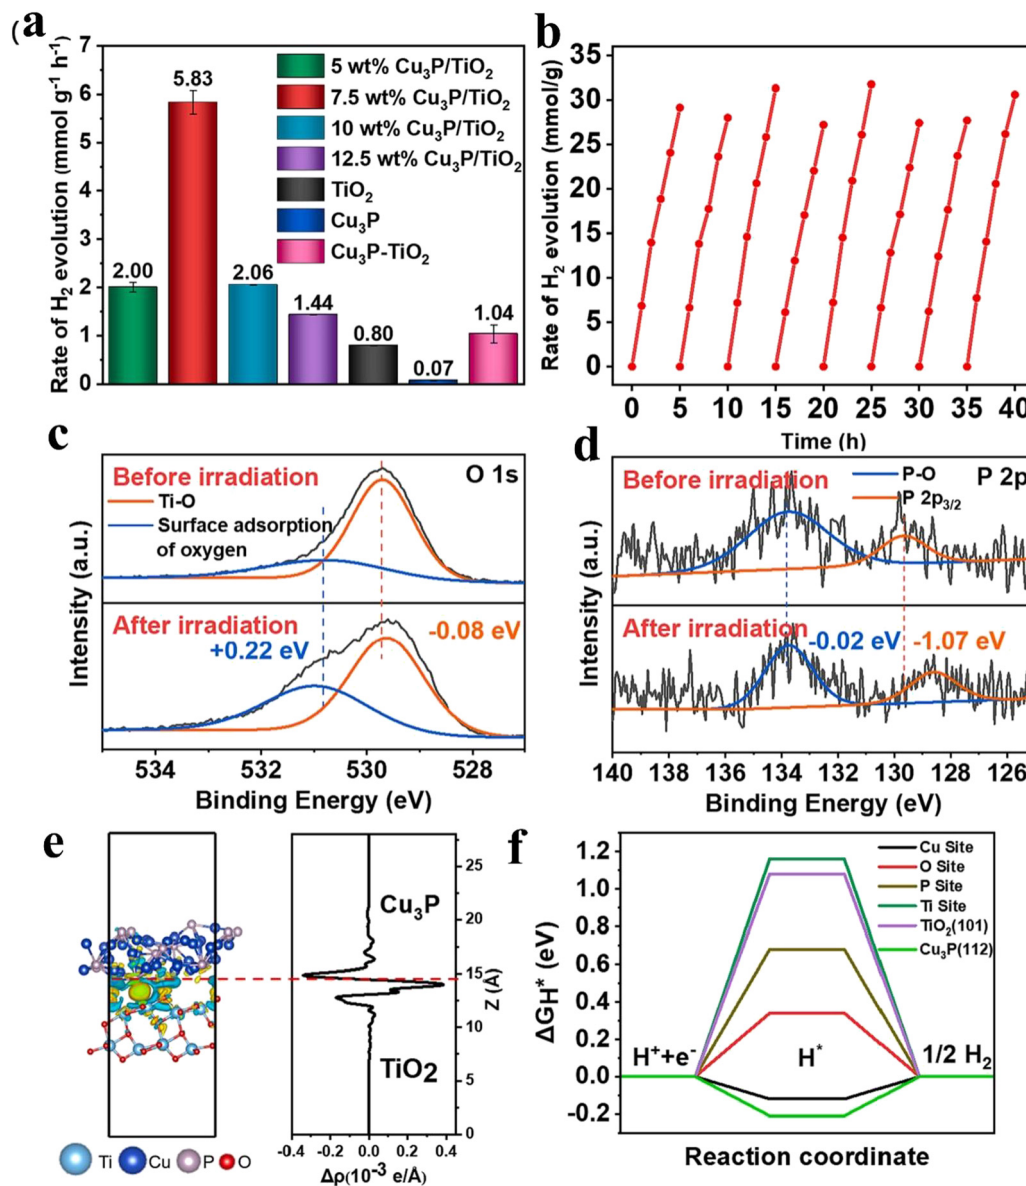 (a
Rate of H2 evolution (mmol g-1 h-1)
7
6
5
4
3
2
1
0
2.00
5.83
2.06
1.44
0.80
0.07
1.04
5 wt% Cu3P/TiO2
7.5 wt% Cu3P/TiO2
10 wt% Cu3P/TiO2
12.5 wt% Cu3P/TiO2
TiO2
Cu3P
Cu3P-TiO2
b
Rate of H2 evolution (mmol/g)
35
30
25
20
15
10
5
0
0 5 10 15 20 25 30 35 40
Time (h)
c
Before irradiation
O 1s
Ti-O
Surface adsorption
of oxygen
After irradiation
+0.22 eV
-0.08 eV
Intensity (a.u.)
534 532 530 528
Binding Energy (eV)
d
Before irradiation
P-O
P 2p3/2
P 2p
After irradiation
-0.02 eV
-1.07 eV
Intensity (a.u.)
140 138 136 134 132 130 128 126
Binding Energy (eV)
e
Cu3P
TiO2
25
20
15
10
5
Z (Å)
-0.4 -0.2 0.0 0.2 0.4
Δρ(10-3 e/Å)
Ti Cu P O
f
ΔGH* (eV)
1.2
1.0
0.8
0.6
0.4
0.2
0.0
-0.2
Cu Site
O Site
P Site
Ti Site
TiO2(101)
Cu3P(112)
H++e-
H*
1/2 H2
Reaction coordinate